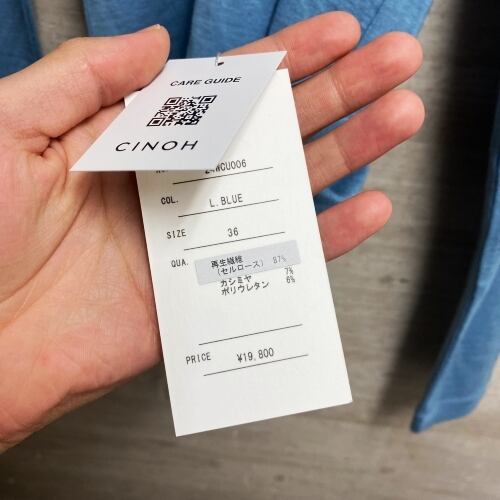 CARE GUIDE
CINOH
24WCU006
COL. L.BLUE
SIZE 36
QUA. 再生繊維
(セルロース) 87%
カシミヤ 7%
ポリウレタン 6%
PRICE ¥19,800